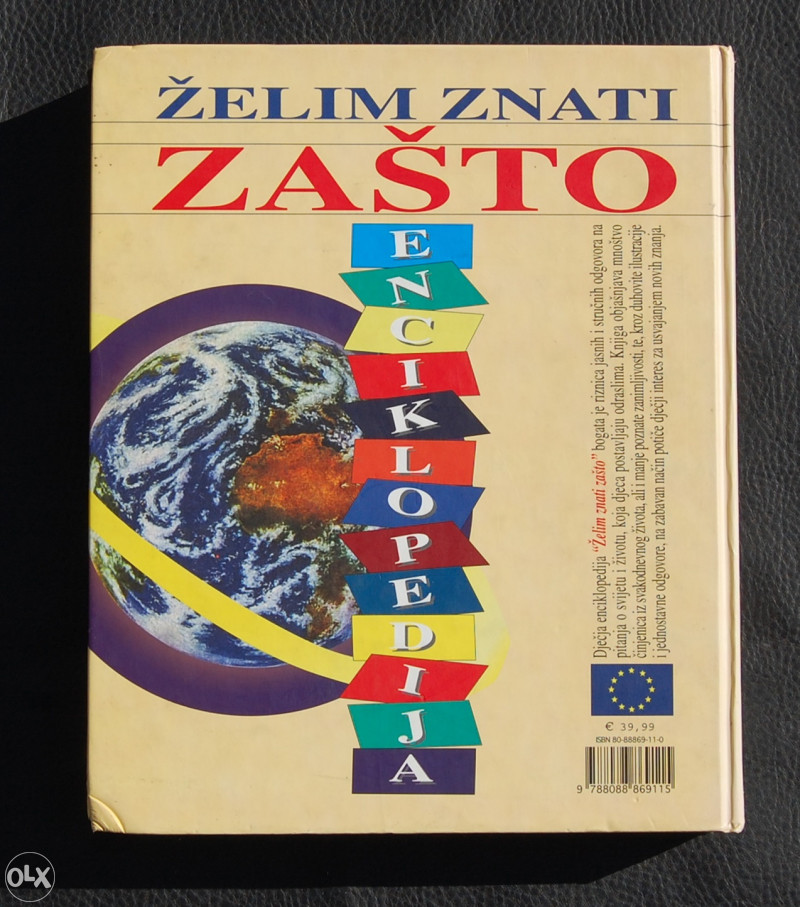 ŽELIM ZNATI
ZAŠTO
ENCIKLOPEDIJA
Dječja enciklopedija "Želim znati zašto" bogata je riznica jasnih i stručnih odgovora na
pitanja o svijetu i životu, koja djeca postavljaju odraslima. Knjiga objašnjava mnoštvo
činjenica iz svakodnevnog života, ali i manje poznate zanimljivosti, te, kroz duhovite ilustracije
i jednostavne odgovore, na zabavan način potiče dječji interes za usvajanjem novih znanja.
€ 39,99
ISBN 80-88869-11-0
9 788088 869115
OLX